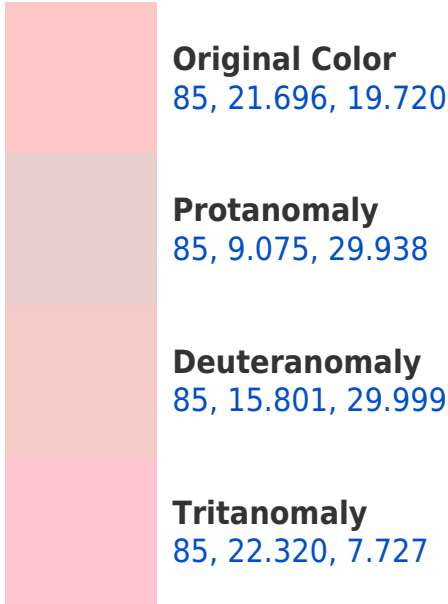 Original Color
85, 21.696, 19.720
Protanomaly
85, 9.075, 29.938
Deuteranomaly
85, 15.801, 29.999
Tritanomaly
85, 22.320, 7.727